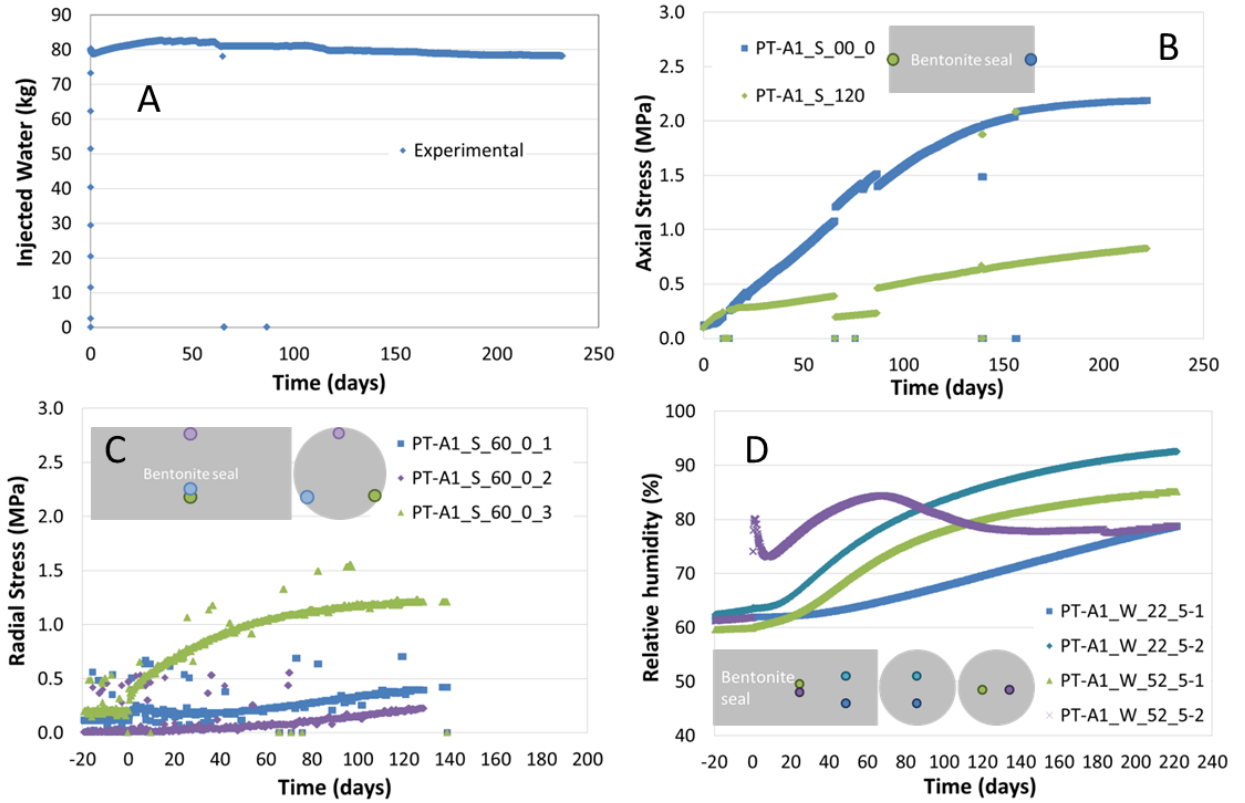 Injected Water (kg)
90
80
70
60
50
40
30
20
10
0
A
Experimental
0 50 100 150 200 250
Time (days)
Axial Stress (MPa)
3.0
2.5
2.0
1.5
1.0
0.5
0.0
PT-A1_S_00_0
PT-A1_S_120
Bentonite seal
B
0 50 100 150 200 250
Time (days)
Radial Stress (MPa)
3.0
2.5
2.0
1.5
1.0
0.5
0.0
C
Bentonite seal
PT-A1_S_60_0_1
PT-A1_S_60_0_2
PT-A1_S_60_0_3
-20 0 20 40 60 80 100 120 140 160 180 200
Time (days)
Relative humidity (%)
100
90
80
70
60
50
40
D
PT-A1_W_22_5-1
PT-A1_W_22_5-2
PT-A1_W_52_5-1
PT-A1_W_52_5-2
Bentonite
seal
-20 0 20 40 60 80 100 120 140 160 180 200 220 240
Time (days)